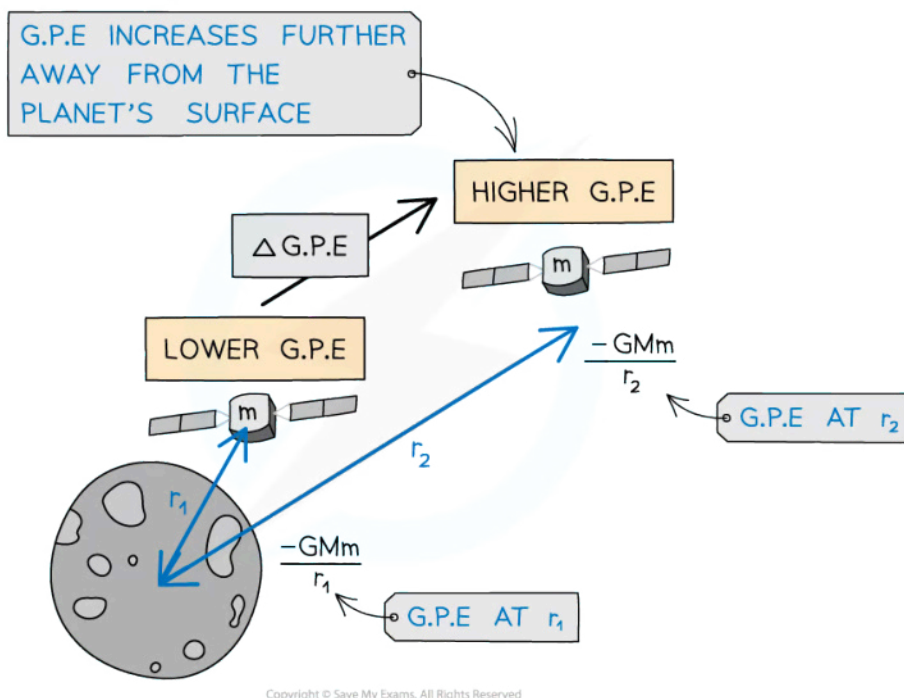 G.P.E INCREASES FURTHER
AWAY FROM THE
PLANET'S SURFACE
HIGHER G.P.E
△ G.P.E
m
LOWER G.P.E
-GMm
r₂
m
G.P.E AT r₂
r₂
r₁
-GMm
r₁
G.P.E AT r₁
Copyright © Save My Exams. All Rights Reserved